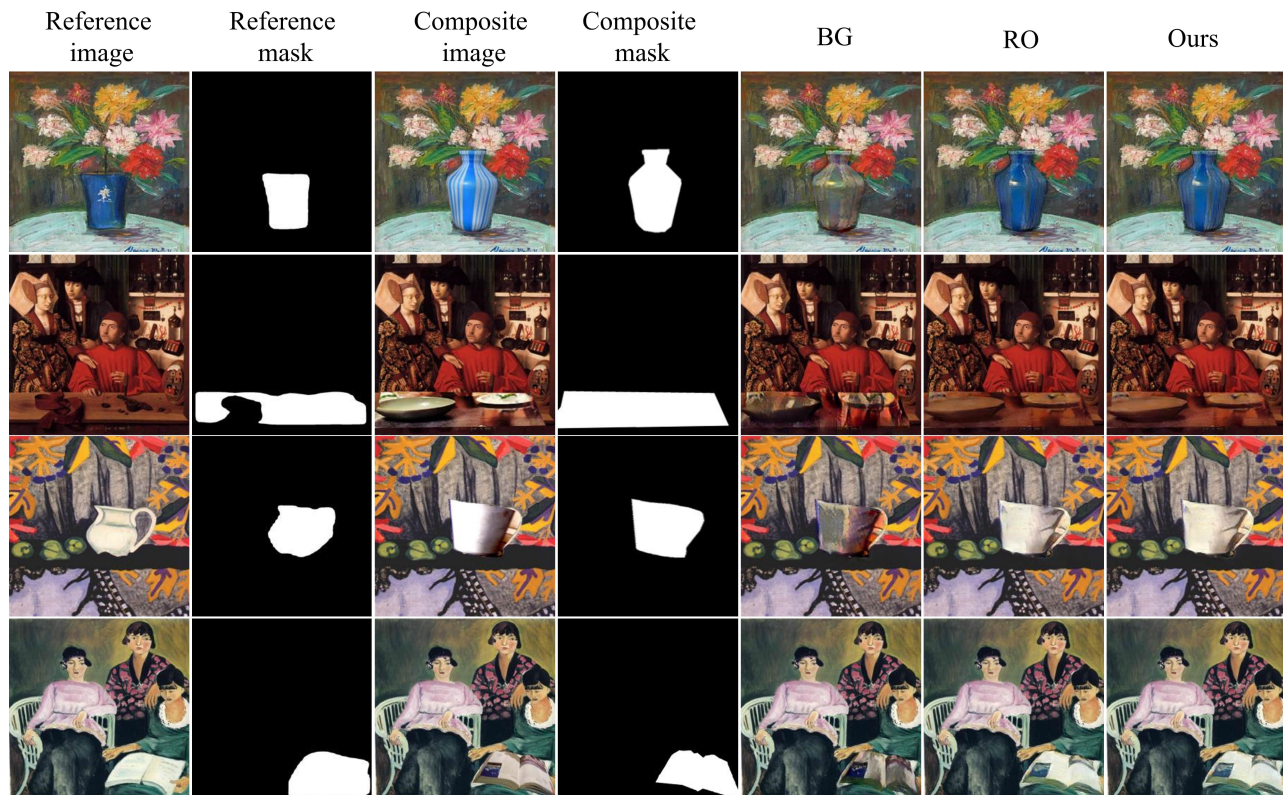 Reference
image
Reference
mask
Composite
image
Composite
mask
BG
RO
Ours